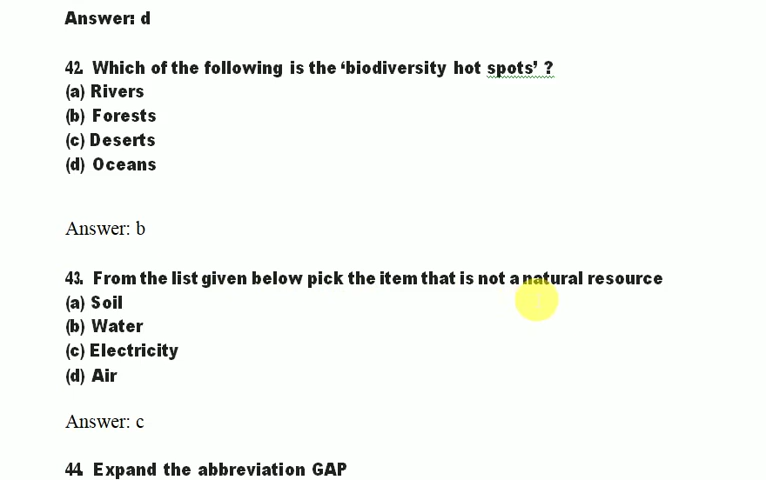 Answer: d
42. Which of the following is the ‘biodiversity hot spots’ ?
(a) Rivers
(b) Forests
(c) Deserts
(d) Oceans
Answer: b
43. From the list given below pick the item that is not a natural resource
(a) Soil
(b) Water
(c) Electricity
(d) Air
Answer: c
44. Expand the abbreviation GAP